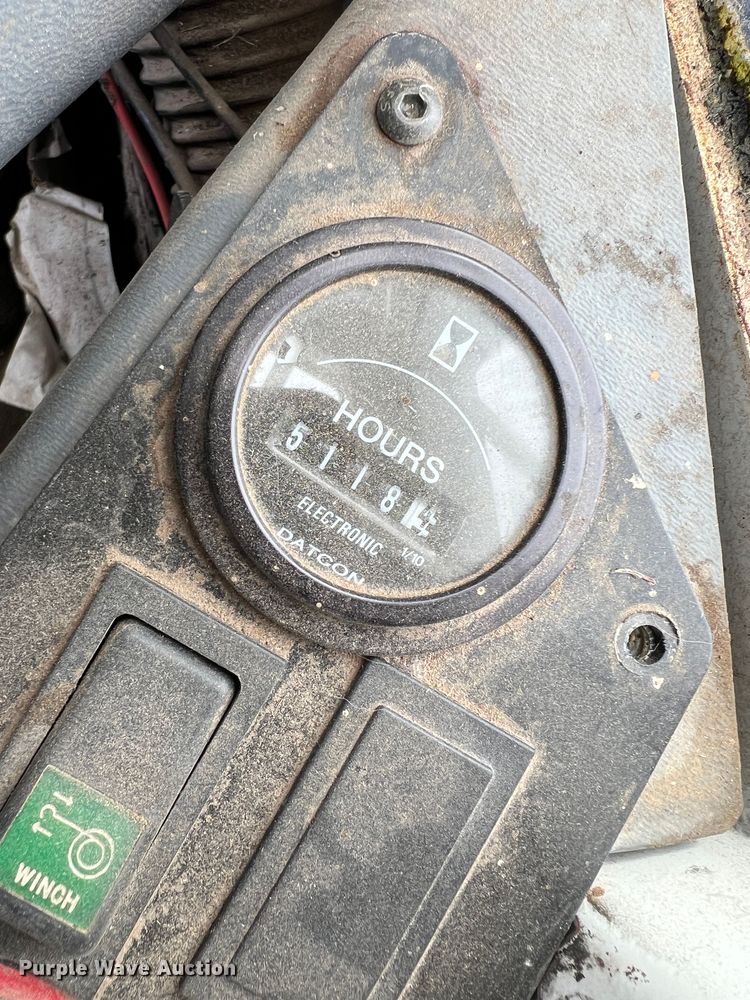 HOURS
5118
ELECTRONIC 1/10
DATCON
WINCH
Purple Wave Auction